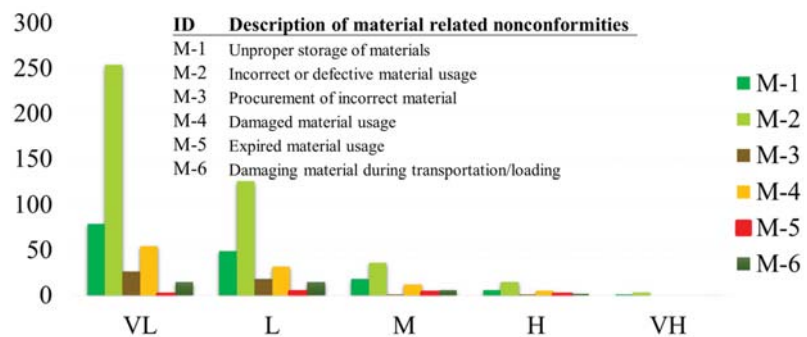 300
250
200
150
100
50
0
ID Description of material related nonconformities
M-1 Unproper storage of materials
M-2 Incorrect or defective material usage
M-3 Procurement of incorrect material
M-4 Damaged material usage
M-5 Expired material usage
M-6 Damaging material during transportation/loading
VL L M H VH
M-1
M-2
M-3
M-4
M-5
M-6